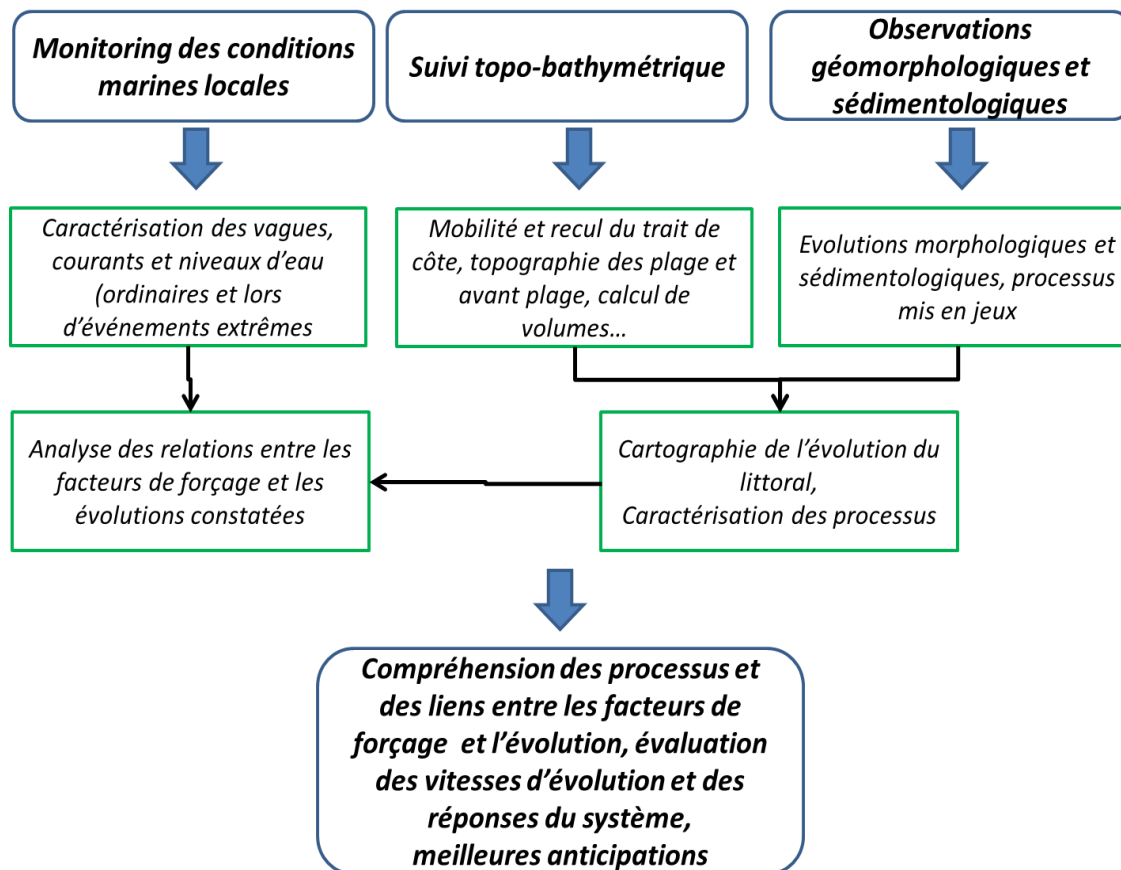 Monitoring des conditions
marines locales
Suivi topo-bathymétrique
Observations
géomorphologiques et
sédimentologiques
Caractérisation des vagues,
courants et niveaux d’eau
(ordinaires et lors
d’événements extrêmes
Mobilité et recul du trait de
côte, topographie des plage et
avant plage, calcul de
volumes…
Evolutions morphologiques et
sédimentologiques, processus
mis en jeux
Analyse des relations entre les
facteurs de forçage et les
évolutions constatées
Cartographie de l’évolution du
littoral,
Caractérisation des processus
Compréhension des processus et
des liens entre les facteurs de
forçage et l’évolution, évaluation
des vitesses d’évolution et des
réponses du système,
meilleures anticipations